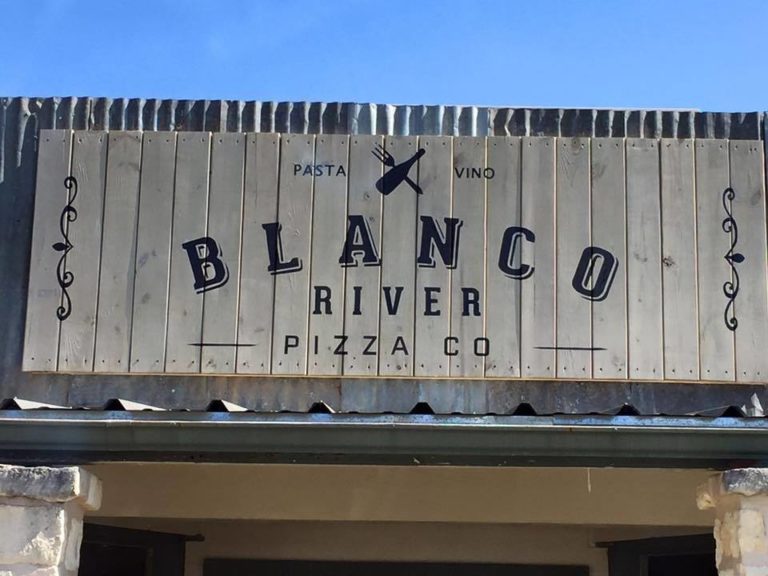 PASTA VINO
BLANCO
RIVER
PIZZA CO